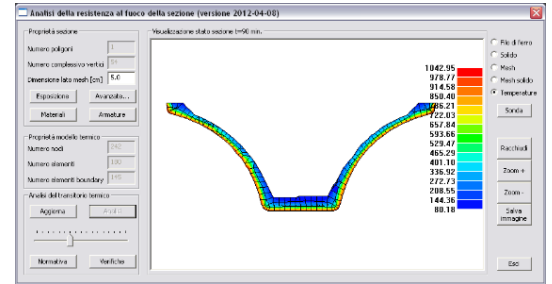 Analisi della resistenza al fuoco della sezione (versione 2012-04-08)
Proprietà sezione
Numero poligoni 1
Numero complessivo vertici
Dimensione lato mesh [cm] 5.0
Esposizione Avanzate...
Materiali Armature
Proprietà modello termico
Numero nodi
Numero elementi
Numero elementi boundary
Analisi del transitorio termico
Aggiorna
Normativa Verifiche
Visualizzazione stato sezione t=90 min.
1042.95
978.77
914.58
850.40
786.21
722.03
657.84
593.66
529.47
465.29
401.10
336.92
272.73
208.55
144.36
80.18
Filo di ferro
Solido
Mesh
Mesh solido
Temperature
Sonda
Racchiudi
Zoom +
Zoom -
Salva
immagine
Esci